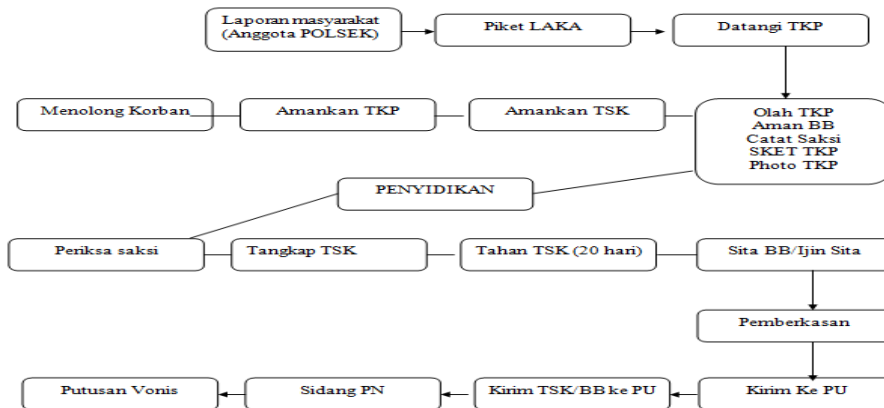 Laporan masyarakat
(Anggota POLSEK)
Piket LAKA
Datangi TKP
Menolong Korban
Amankan TKP
Amankan TSK
Olah TKP
Aman BB
Catat Saksi
SKET TKP
Photo TKP
PENYIDIKAN
Periksa saksi
Tangkap TSK
Tahan TSK (20 hari)
Sita BB/Ijin Sita
Pemberkasan
Putusan Vonis
Sidang PN
Kirim TSK/BB ke PU
Kirim Ke PU